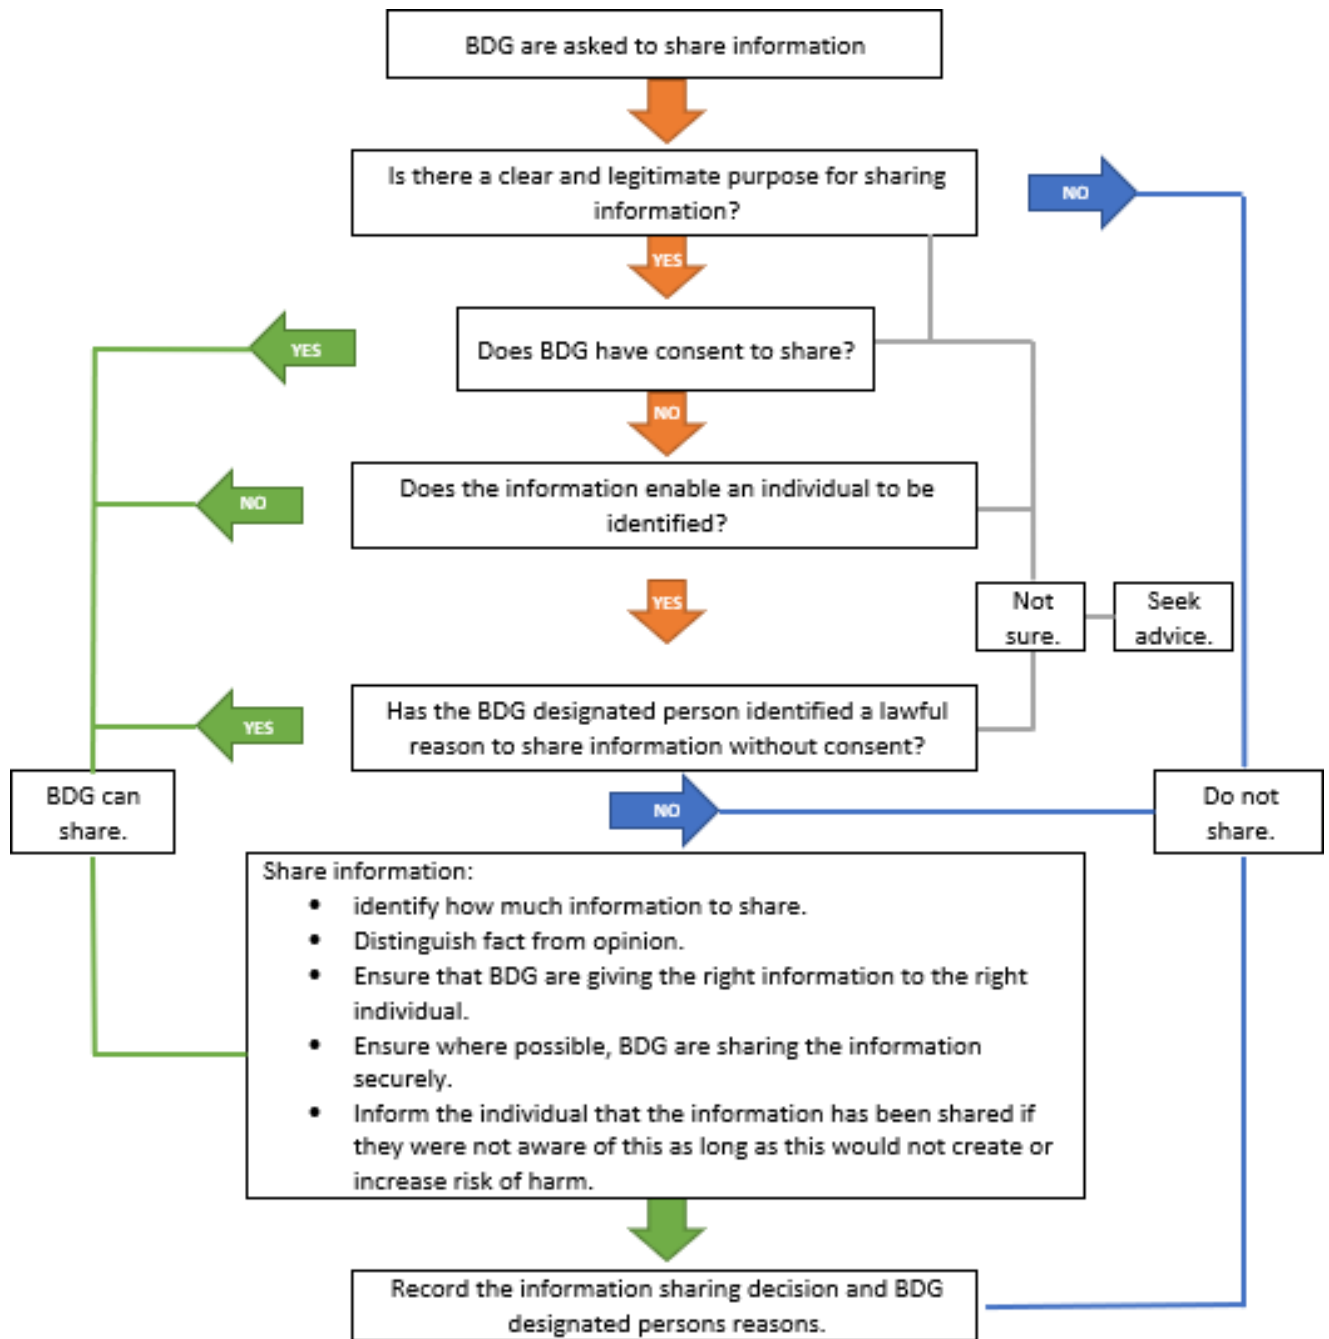 BDG are asked to share information
Is there a clear and legitimate purpose for sharing
information?
NO
YES
Does BDG have consent to share?
YES
NO
Does the information enable an individual to be
identified?
NO
YES
Not
sure.
Seek
advice.
Has the BDG designated person identified a lawful
reason to share information without consent?
YES
NO
BDG can
share.
Do not
share.
Share information:
• identify how much information to share.
• Distinguish fact from opinion.
• Ensure that BDG are giving the right information to the right
individual.
• Ensure where possible, BDG are sharing the information
securely.
• Inform the individual that the information has been shared if
they were not aware of this as long as this would not create or
increase risk of harm.
Record the information sharing decision and BDG
designated persons reasons.